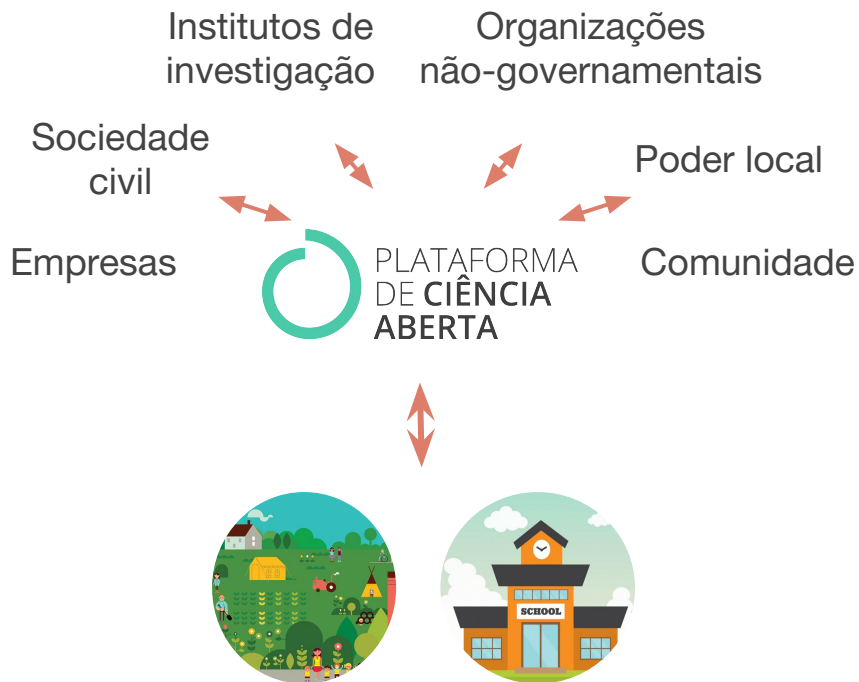 Institutos de
investigação
Organizações
não-governamentais
Sociedade
civil
Poder local
Empresas
PLATAFORMA
DE CIÊNCIA
ABERTA
Comunidade
SCHOOL